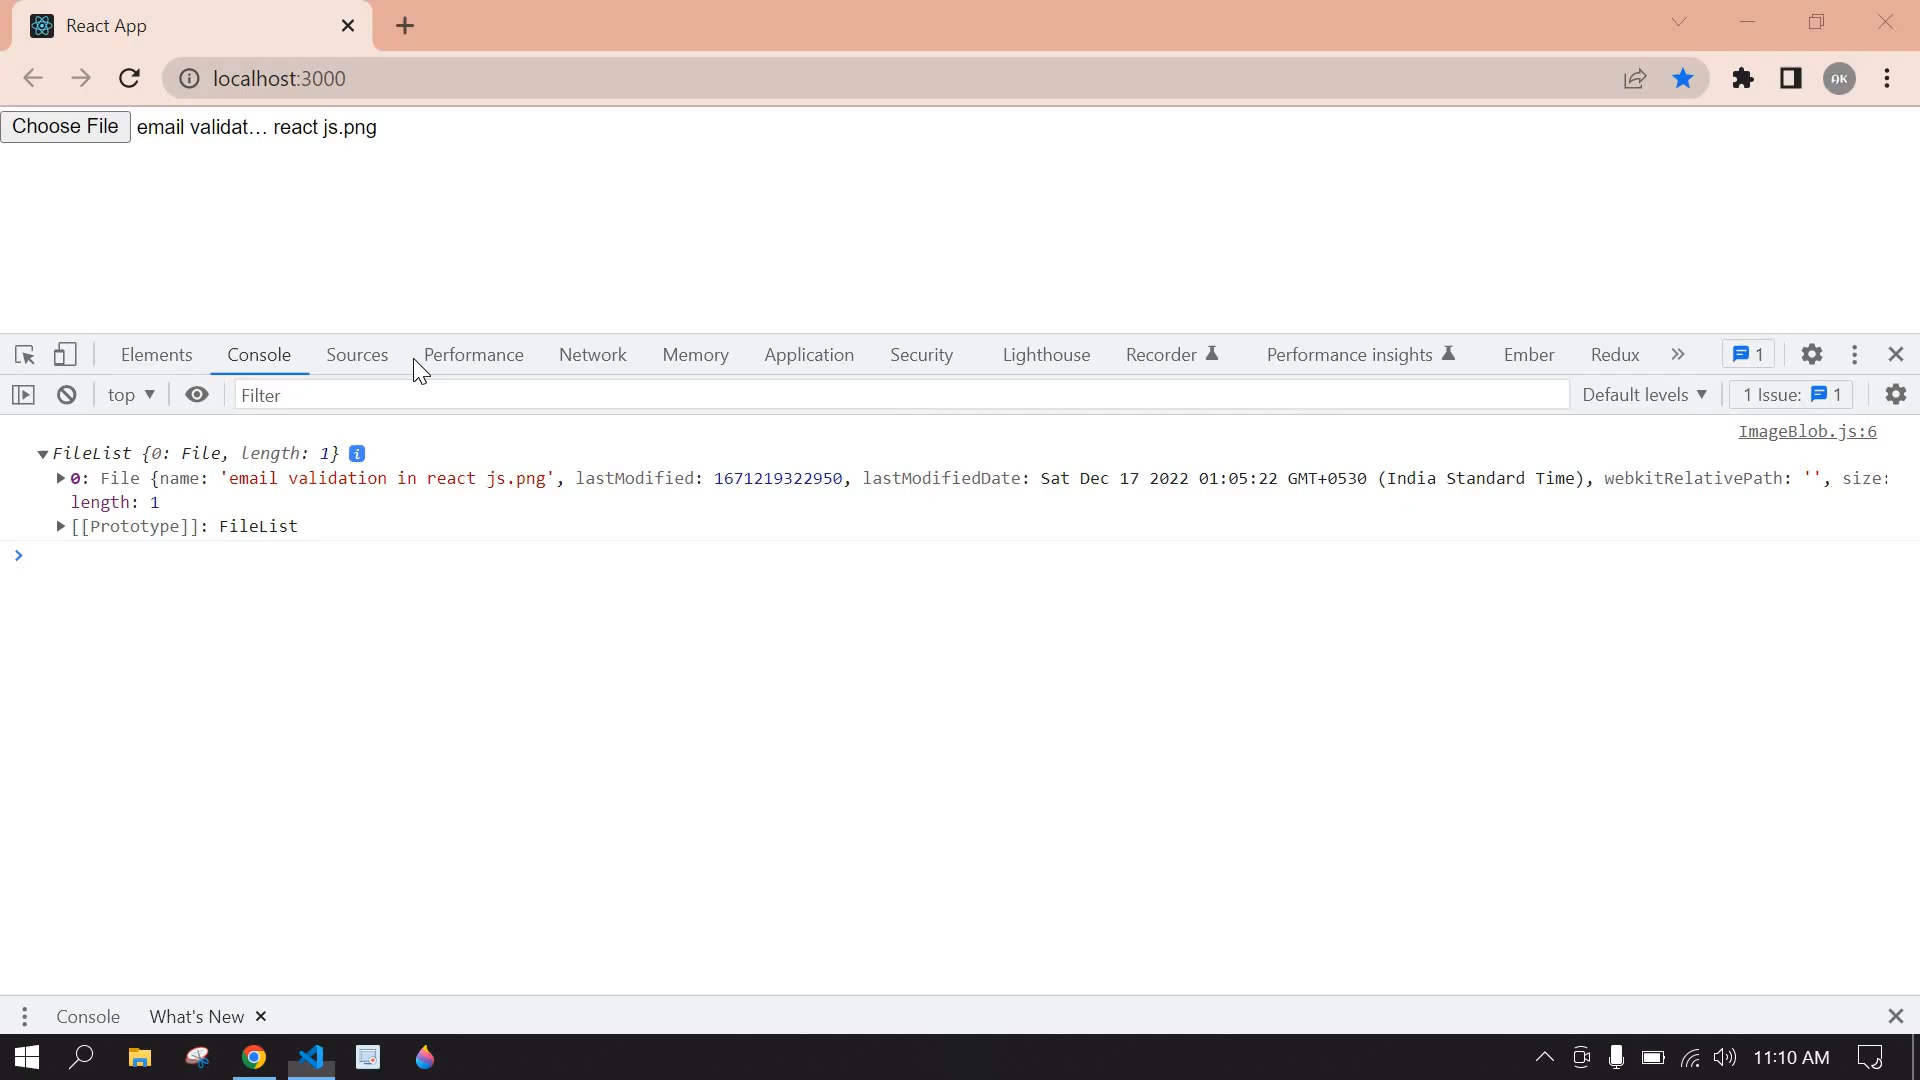 React App
localhost:3000
AK
Choose File email validat... react js.png
Elements Console Sources Performance Network Memory Application Security Lighthouse Recorder Performance insights Ember Redux » 1
top Filter Default levels 1 Issue: 1
ImageBlob.js:6
FileList {0: File, length: 1}
0: File {name: 'email validation in react js.png', lastModified: 1671219322950, lastModifiedDate: Sat Dec 17 2022 01:05:22 GMT+0530 (India Standard Time), webkitRelativePath: '', size:
length: 1
[[Prototype]]: FileList
Console What's New
11:10 AM